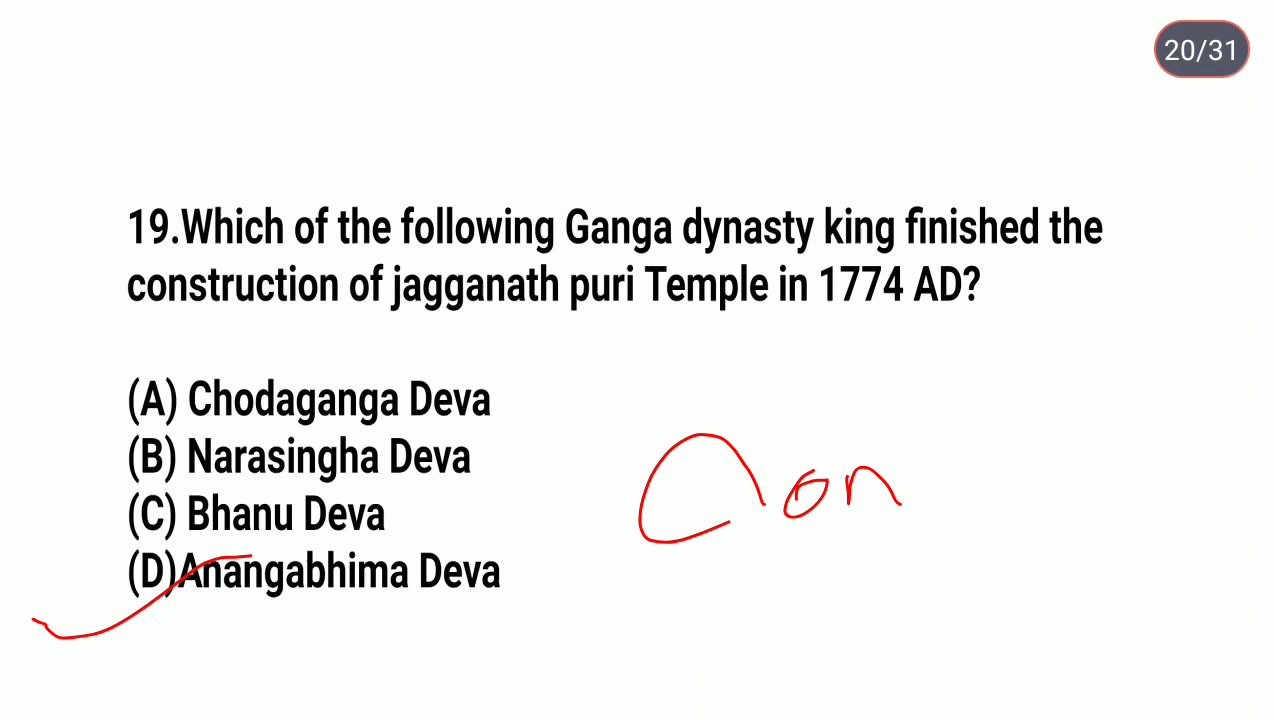 20/31
19.Which of the following Ganga dynasty king finished the
construction of jagganath puri Temple in 1774 AD?
(A) Chodaganga Deva
(B) Narasingha Deva
(C) Bhanu Deva
(D)Anangabhima Deva
Con